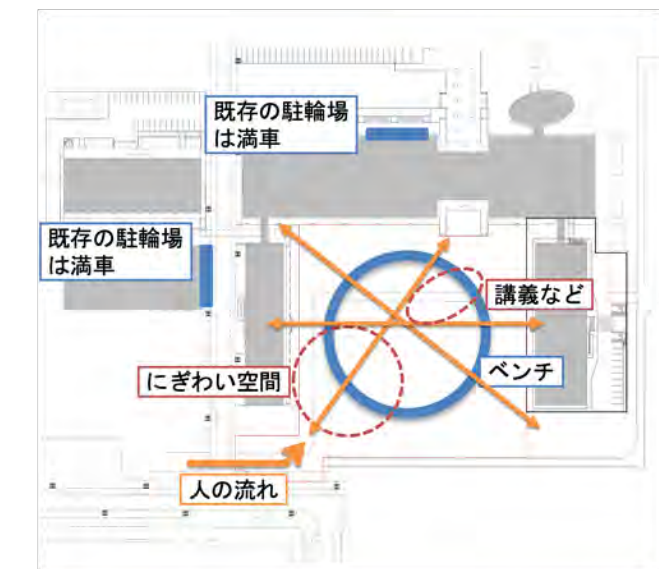 既存の駐輪場
は満車
既存の駐輪場
は満車
講義など
ベンチ
にぎわい空間
人の流れ